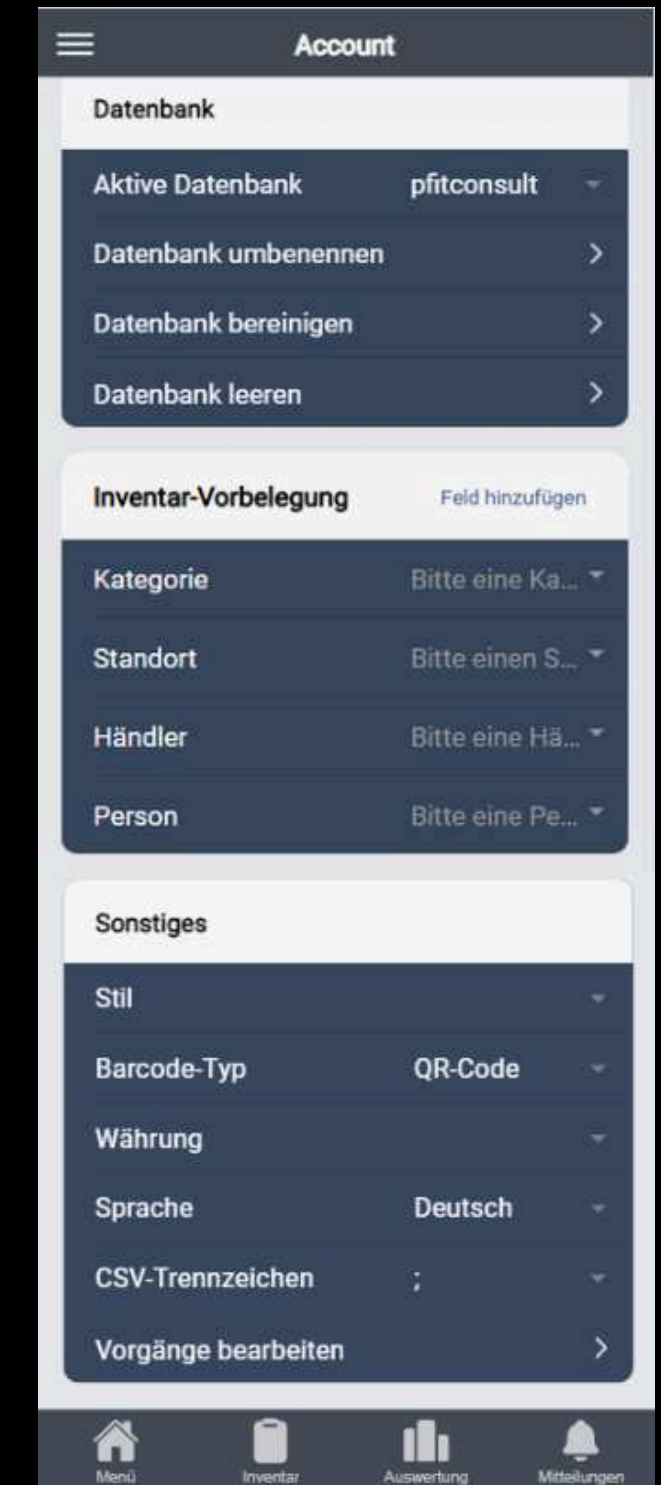 Account
Datenbank
Aktive Datenbank pfitconsult
Datenbank umbenennen
Datenbank bereinigen
Datenbank leeren
Inventar-Vorbelegung Feld hinzufügen
Kategorie Bitte eine Ka...
Standort Bitte einen S...
Händler Bitte eine Hä...
Person Bitte eine Pe...
Sonstiges
Stil
Barcode-Typ QR-Code
Währung
Sprache Deutsch
CSV-Trennzeichen ;
Vorgänge bearbeiten
Menü Inventar Auswertung Mitteilungen